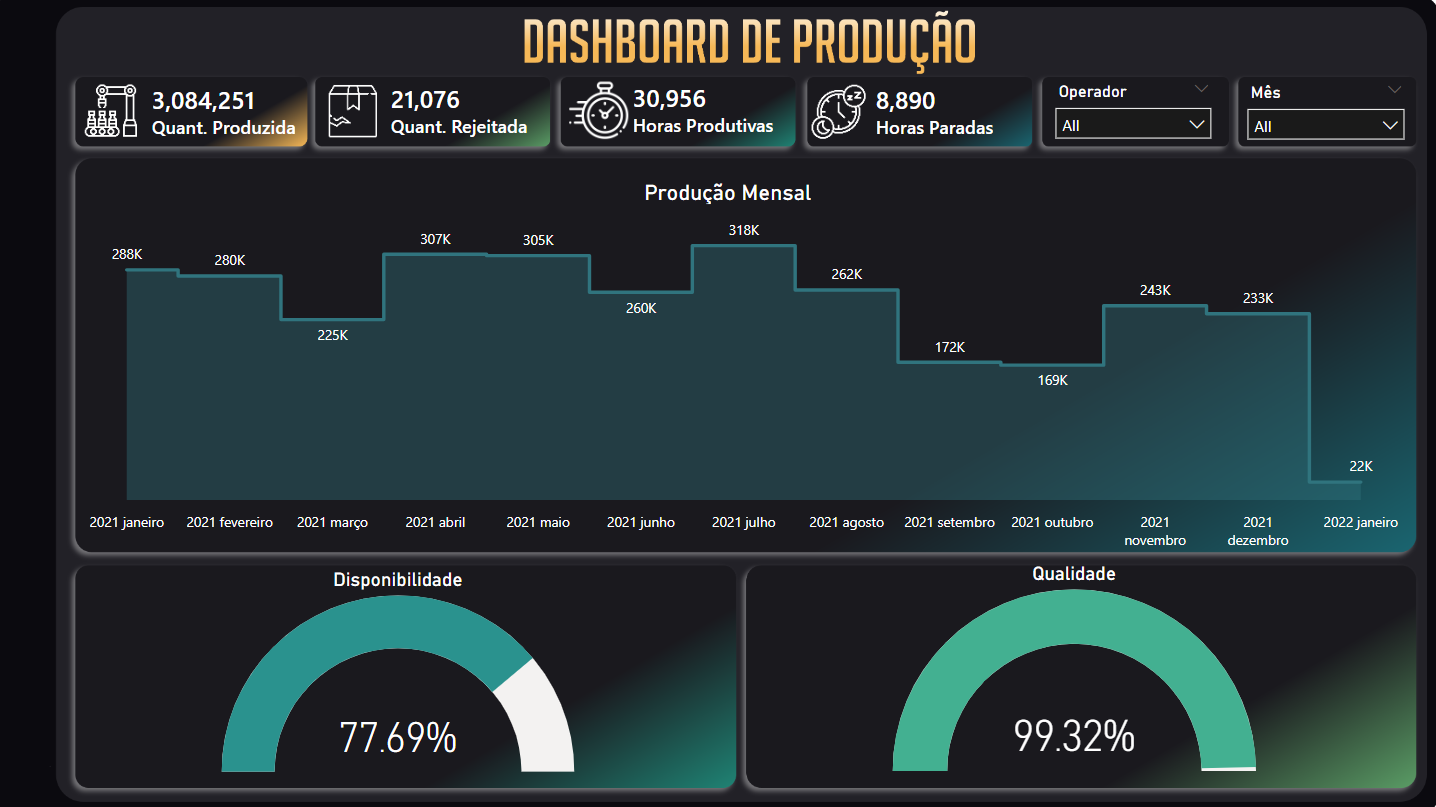 DASHBOARD DE PRODUÇÃO
3,084,251
Quant. Produzida
21,076
Quant. Rejeitada
30,956
Horas Produtivas
8,890
Horas Paradas
Operador
All
Mês
All
Produção Mensal
288K
280K
225K
307K
305K
260K
318K
262K
172K
169K
243K
233K
22K
2021 janeiro
2021 fevereiro
2021 março
2021 abril
2021 maio
2021 junho
2021 julho
2021 agosto
2021 setembro
2021 outubro
2021
novembro
2021
dezembro
2022 janeiro
Disponibilidade
77.69%
Qualidade
99.32%